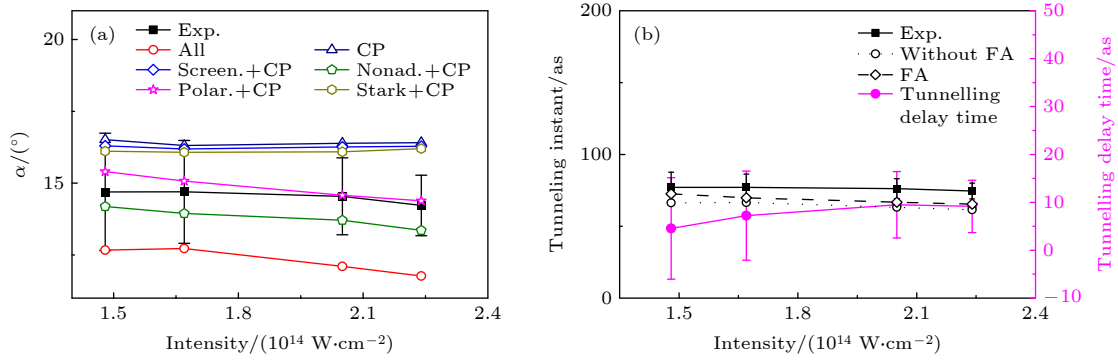 (a)
Exp.
All
CP
Screen.+CP
Nonad.+CP
Polar.+CP
Stark+CP
20
15
α/(°)
1.5
1.8
2.1
2.4
Intensity/(10¹⁴ W·cm⁻²)
(b)
Exp.
Without FA
FA
Tunnelling
delay time
200
100
0
Tunneling instant/as
50
40
30
20
10
0
−10
Tunnelling delay time/as
1.5
1.8
2.1
2.4
Intensity/(10¹⁴ W·cm⁻²)